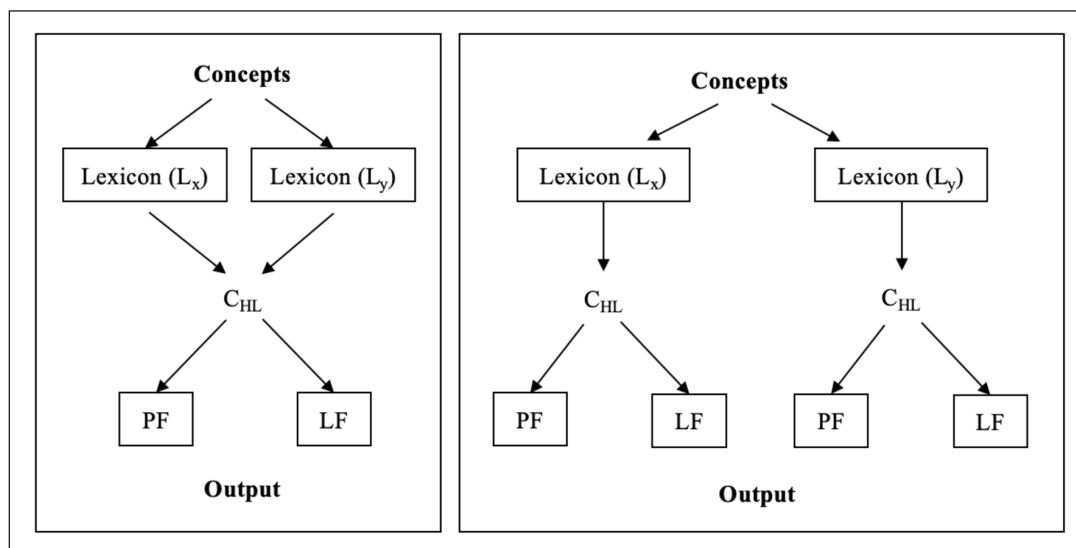 Concepts
Lexicon (Lx) Lexicon (Ly)
CHL
PF LF
Output
Concepts
Lexicon (Lx) Lexicon (Ly)
CHL CHL
PF LF PF LF
Output